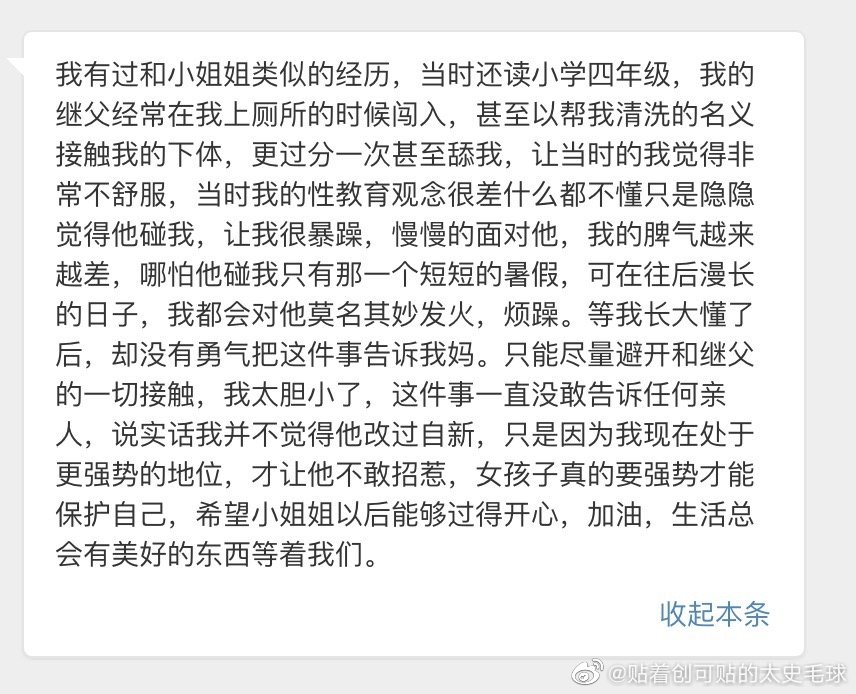 我有过和小姐姐类似的经历，当时还读小学四年级，我的
继父经常在我上厕所的时候闯入，甚至以帮我清洗的名义
接触我的下体，更过分一次甚至舔我，让当时的我觉得非
常不舒服，当时我的性教育观念很差什么都不懂只是隐隐
觉得他碰我，让我很暴躁，慢慢的面对他，我的脾气越来
越差，哪怕他碰我只有那一个短短的暑假，可在往后漫长
的日子，我都会对他莫名其妙发火，烦躁。等我长大懂了
后，却没有勇气把这件事告诉我妈。只能尽量避开和继父
的一切接触，我太胆小了，这件事一直没敢告诉任何亲
人，说实话我并不觉得他改过自新，只是因为我现在处于
更强势的地位，才让他不敢招惹，女孩子真的要强势才能
保护自己，希望小姐姐以后能够过得开心，加油，生活总
会有美好的东西等着我们。
收起本条
@贴着创可贴的太史毛球